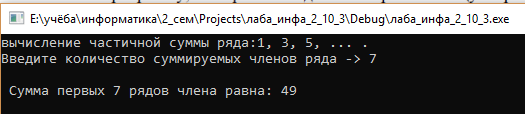 E:\учёба\информатика\2_сем\Projects\лаба_инфа_2_10_3\Debug\лаба_инфа_2_10_3.exe
вычисление частичной суммы ряда:1, 3, 5, ... .
Введите количество суммируемых членов ряда -> 7
Сумма первых 7 рядов члена равна: 49